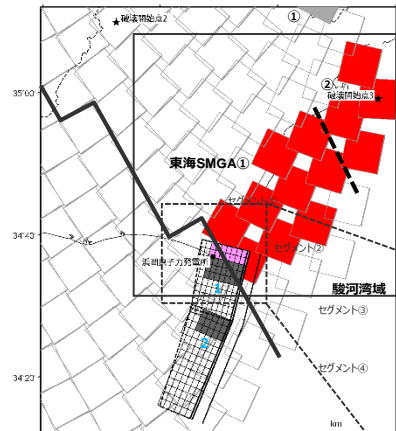 ①
★破壊開始点2
②
破壊開始点3
35˚00'
東海SMGA①
セグメント①
34˚40'
セグメント②
浜岡原子力発電所
1
駿河湾域
セグメント③
2
セグメント④
34˚20'
km